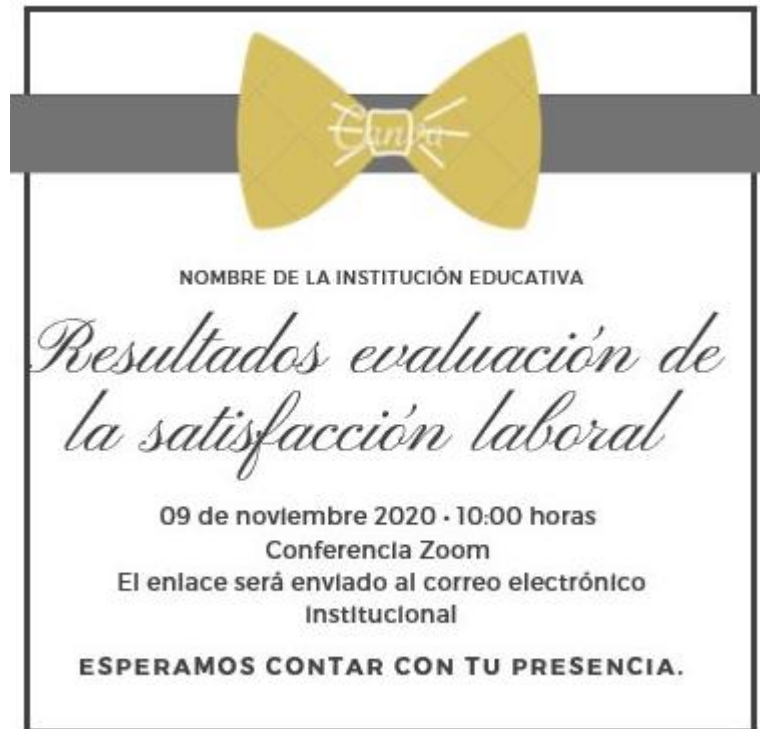 Canva
NOMBRE DE LA INSTITUCIÓN EDUCATIVA
Resultados evaluación de
la satisfacción laboral
09 de noviembre 2020 • 10:00 horas
Conferencia Zoom
El enlace será enviado al correo electrónico
institucional
ESPERAMOS CONTAR CON TU PRESENCIA.